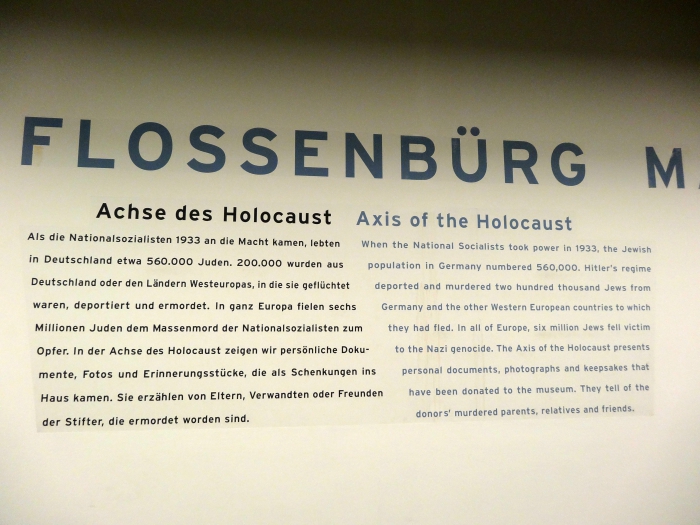 FLOSSENBÜRG M
Achse des Holocaust
Als die Nationalsozialisten 1933 an die Macht kamen, lebten
in Deutschland etwa 560.000 Juden. 200.000 wurden aus
Deutschland oder den Ländern Westeuropas, in die sie geflüchtet
waren, deportiert und ermordet. In ganz Europa fielen sechs
Millionen Juden dem Massenmord der Nationalsozialisten zum
Opfer. In der Achse des Holocaust zeigen wir persönliche Doku-
mente, Fotos und Erinnerungsstücke, die als Schenkungen ins
Haus kamen. Sie erzählen von Eltern, Verwandten oder Freunden
der Stifter, die ermordet worden sind.
Axis of the Holocaust
When the National Socialists took power in 1933, the Jewish
population in Germany numbered 560,000. Hitler's regime
deported and murdered two hundred thousand Jews from
Germany and the other Western European countries to which
they had fled. In all of Europe, six million Jews fell victim
to the Nazi genocide. The Axis of the Holocaust presents
personal documents, photographs and keepsakes that
have been donated to the museum. They tell of the
donors' murdered parents, relatives and friends.